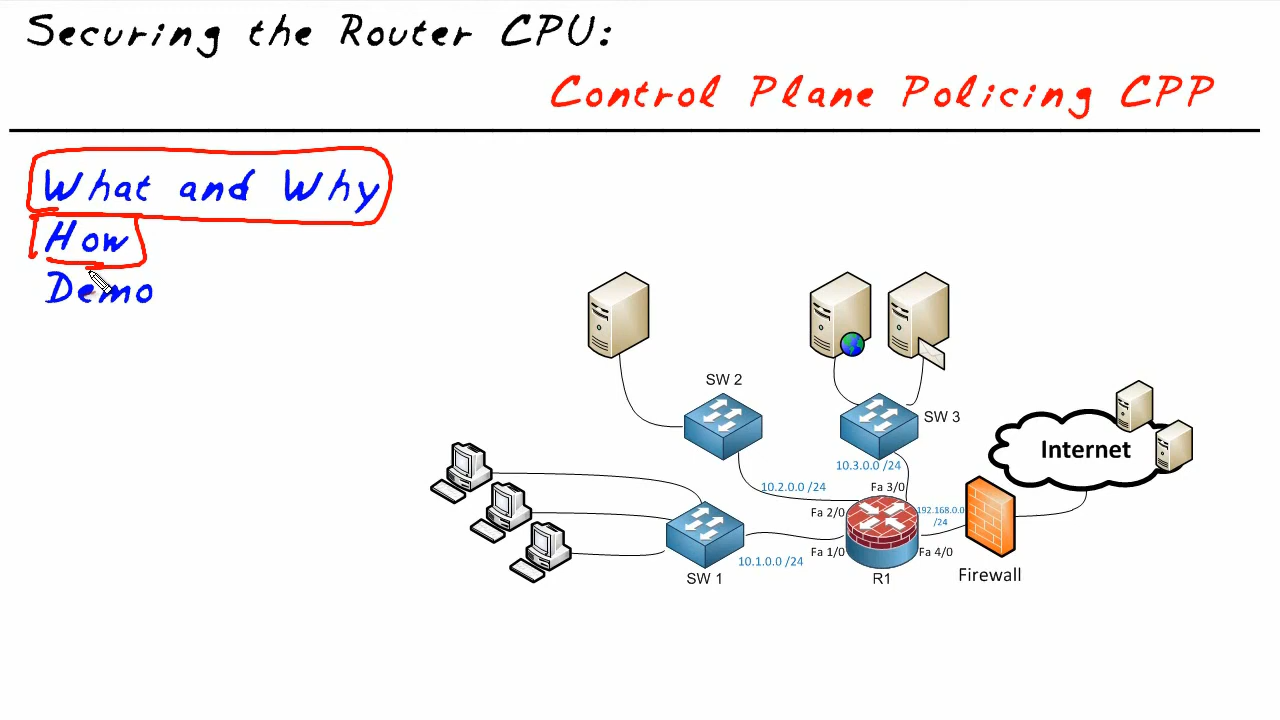 Securing the Router CPU:
Control Plane Policing CPP
What and Why
How
Demo
SW 2
SW 3
Internet
10.3.0.0 /24
10.2.0.0 /24
Fa 3/0
Fa 2/0
192.168.0.0
/24
Fa 1/0
Fa 4/0
10.1.0.0 /24
SW 1
R1
Firewall